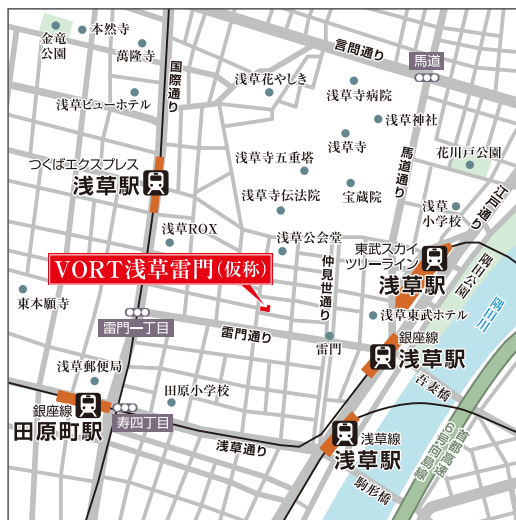 金竜
公園
本然寺
萬隆寺
国際通り
言問通り
馬道
浅草ビューホテル
浅草花やしき
浅草寺病院
浅草神社
浅草寺
馬道通り
花川戸公園
江戸通り
つくばエクスプレス
浅草駅
浅草寺五重塔
浅草寺伝法院
宝蔵院
浅草
小学校
浅草ROX
浅草公会堂
仲見世通り
東武スカイ
ツリーライン
浅草駅
隅田公園
隅田川
VORT浅草雷門(仮称)
東本願寺
雷門一丁目
雷門通り
雷門
浅草東武ホテル
銀座線
浅草駅
吾妻橋
浅草郵便局
田原小学校
銀座線
田原町駅
寿四丁目
浅草通り
浅草線
浅草駅
駒形橋
首都高速
6号向島線